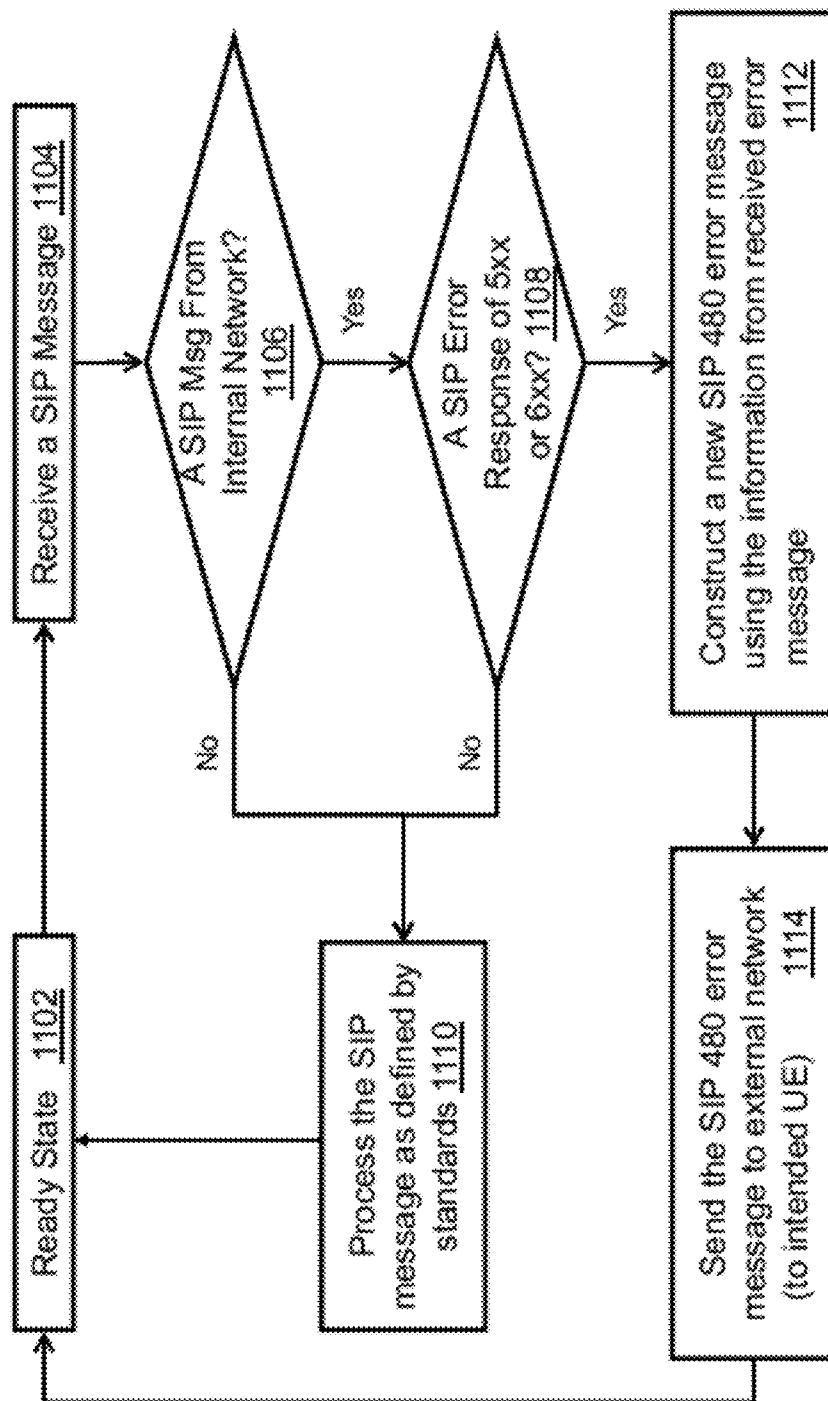 Ready State 1102
Receive a SIP Message 1104
A SIP Msg From
Internal Network?
1106
No
Yes
A SIP Error
Response of 5xx
or 6xx? 1108
No
Yes
Process the SIP
message as defined by
standards 1110
Construct a new SIP 480 error message
using the information from received error
message 1112
Send the SIP 480 error
message to external network
(to intended UE) 1114